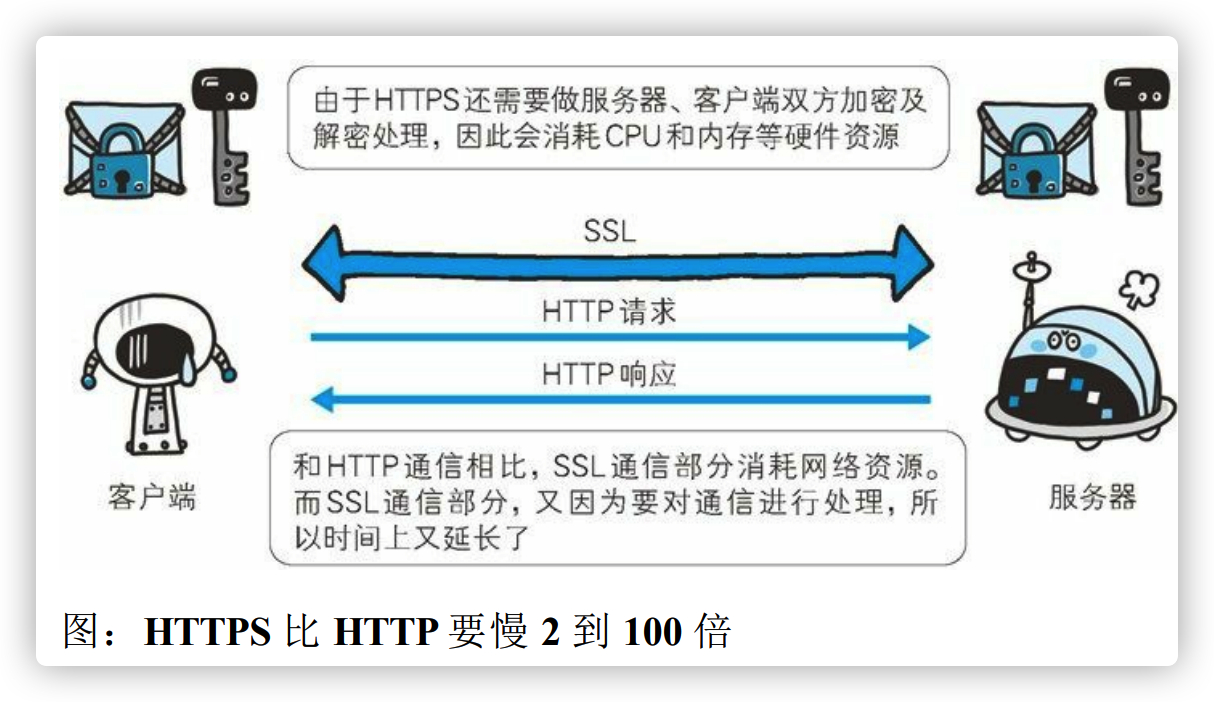 由于HTTPS还需要做服务器、客户端双方加密及
解密处理，因此会消耗CPU和内存等硬件资源
SSL
HTTP请求
HTTP响应
和HTTP通信相比，SSL通信部分消耗网络资源。
而SSL通信部分，又因为要对通信进行处理，所
以时间上又延长了
客户端
服务器
图：HTTPS 比 HTTP 要慢 2 到 100 倍